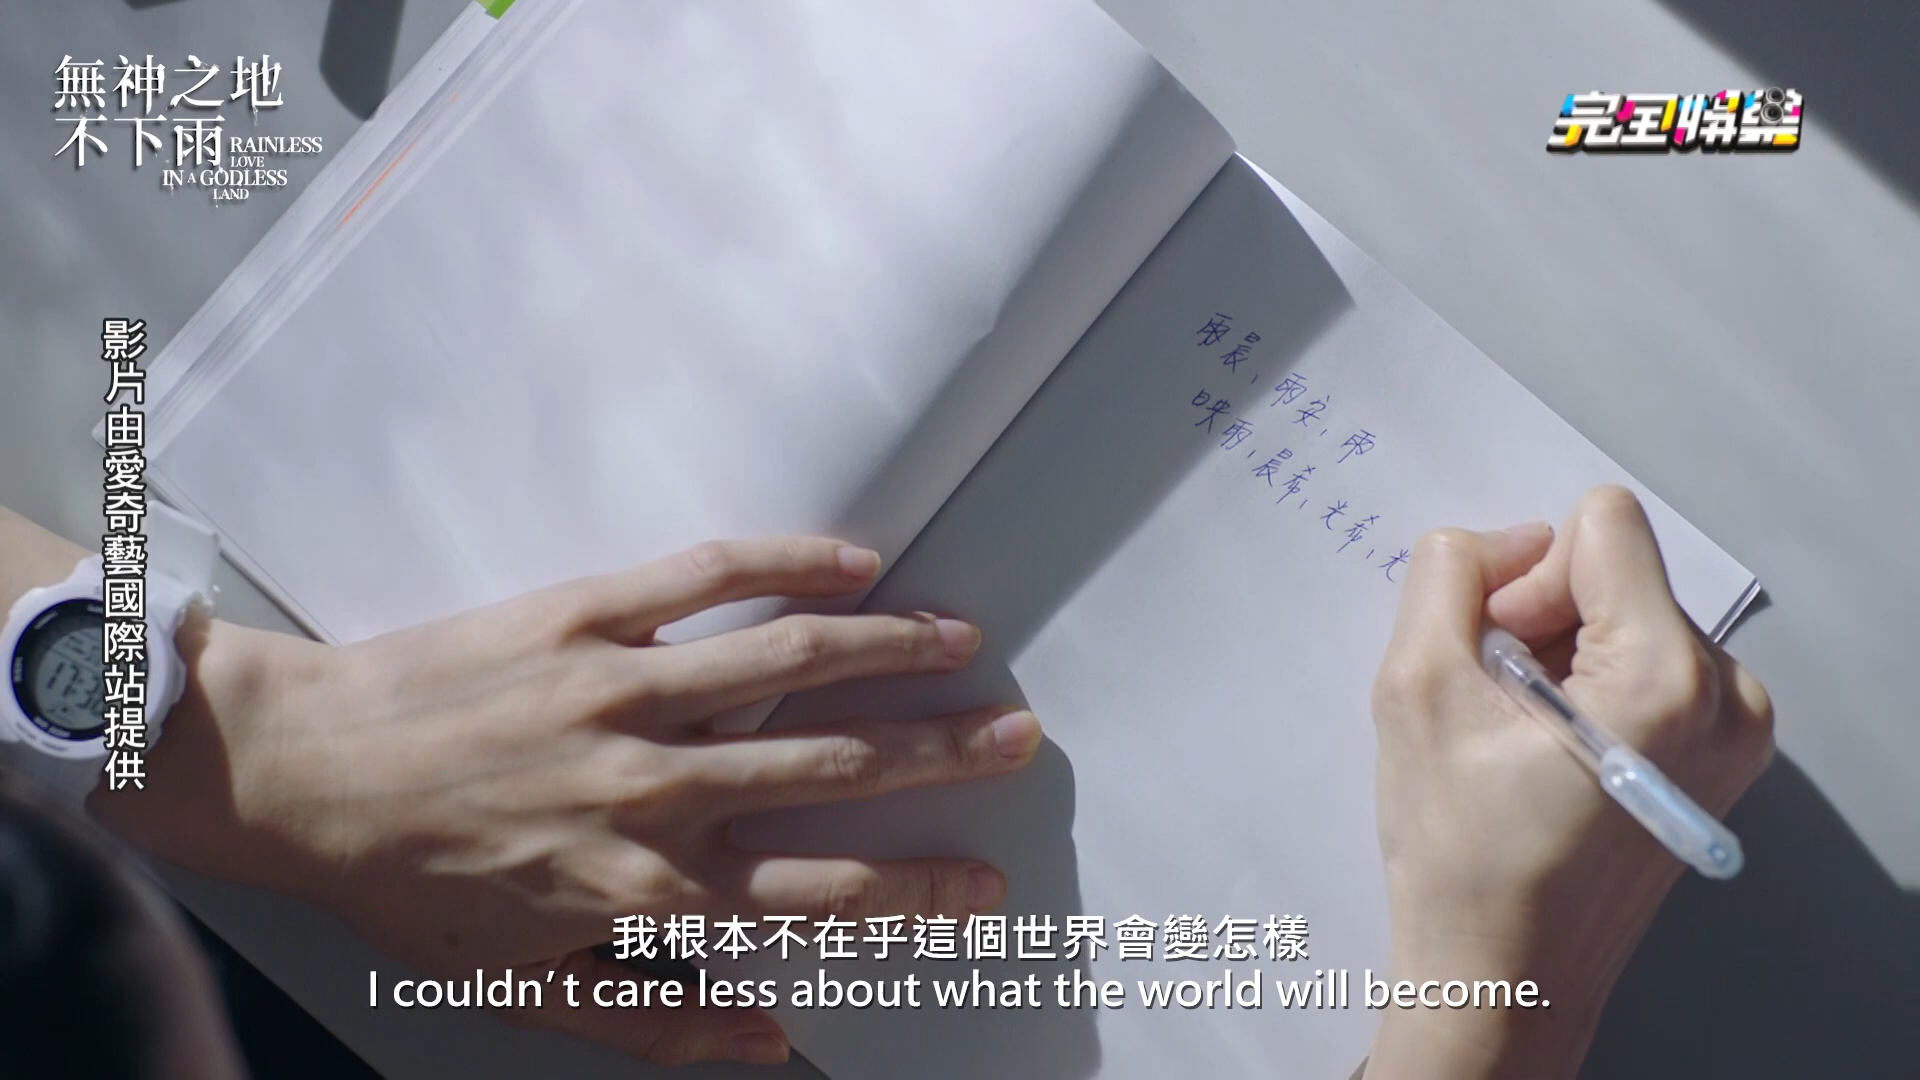 無神之地
不下雨
RAINLESS
LOVE
IN A GODLESS
LAND
完全娛樂
影片由愛奇藝國際站提供
雨晨, 雨安, 雨
映雨, 晨希, 光希, 光
我根本不在乎這個世界會變怎樣
I couldn't care less about what the world will become.